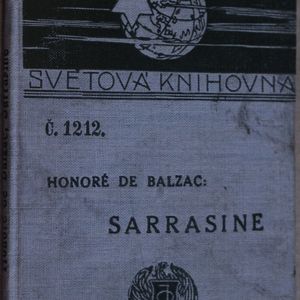 SVĚTOVÁ KNIHOVNA
Č. 1212.
HONORÉ DE BALZAC:
SARRASINE